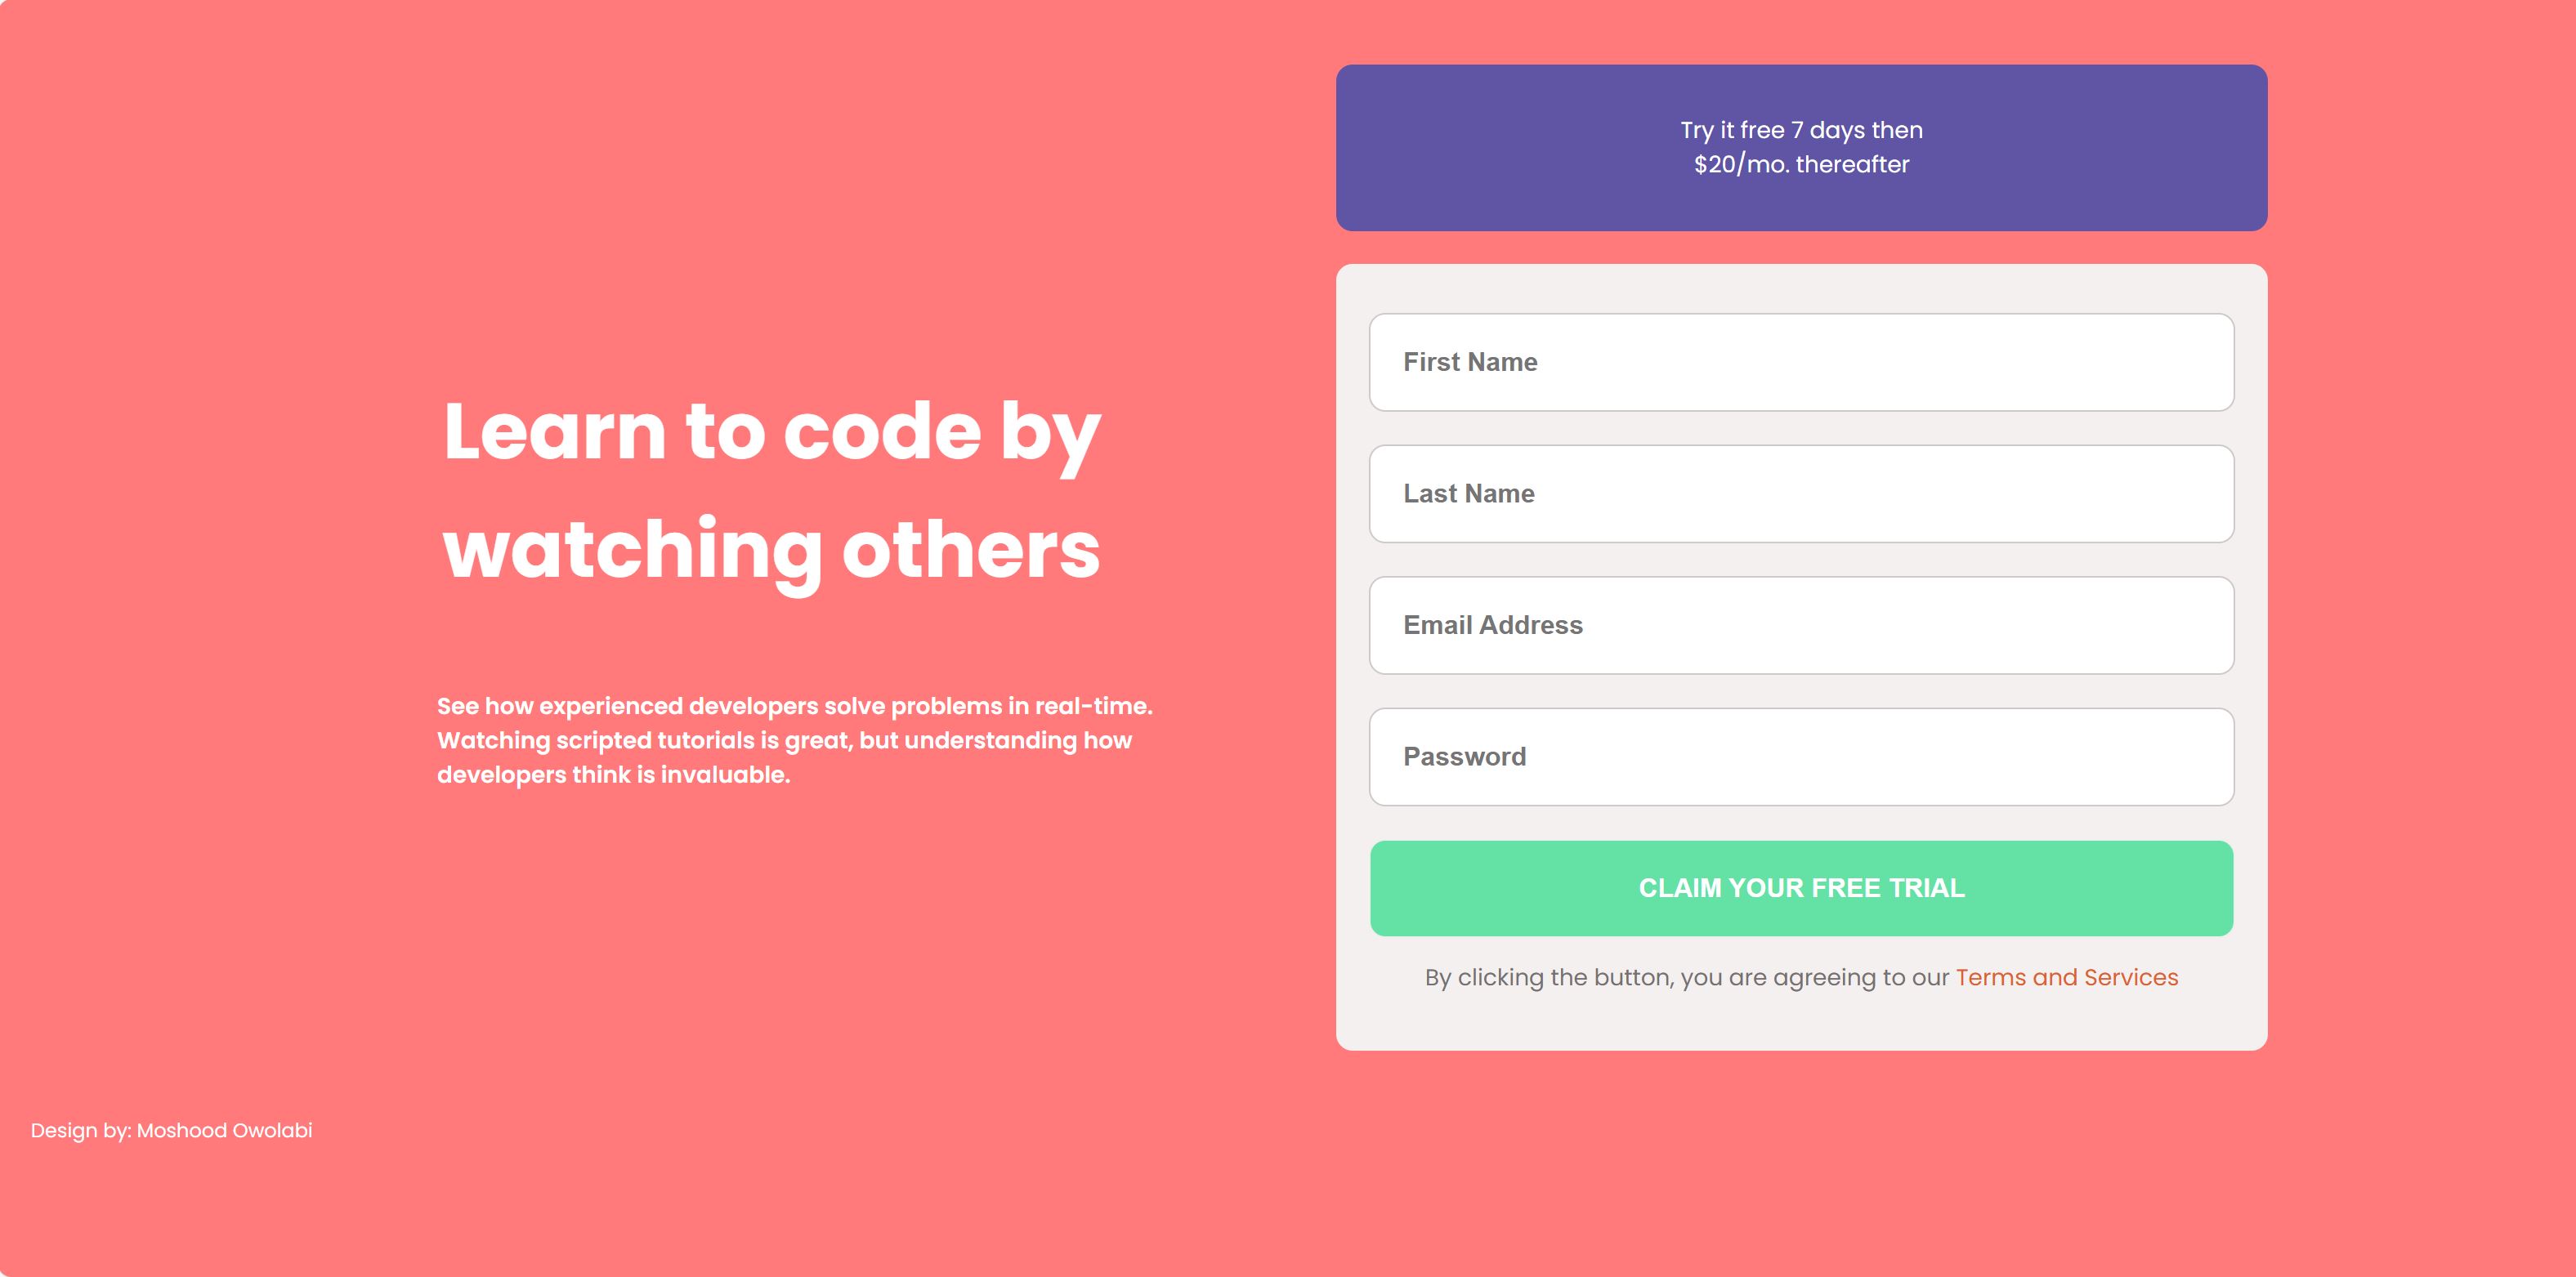 Learn to code by
watching others
See how experienced developers solve problems in real-time.
Watching scripted tutorials is great, but understanding how
developers think is invaluable.
Try it free 7 days then
$20/mo. thereafter
First Name
Last Name
Email Address
Password
CLAIM YOUR FREE TRIAL
By clicking the button, you are agreeing to our Terms and Services
Design by: Moshood Owolabi